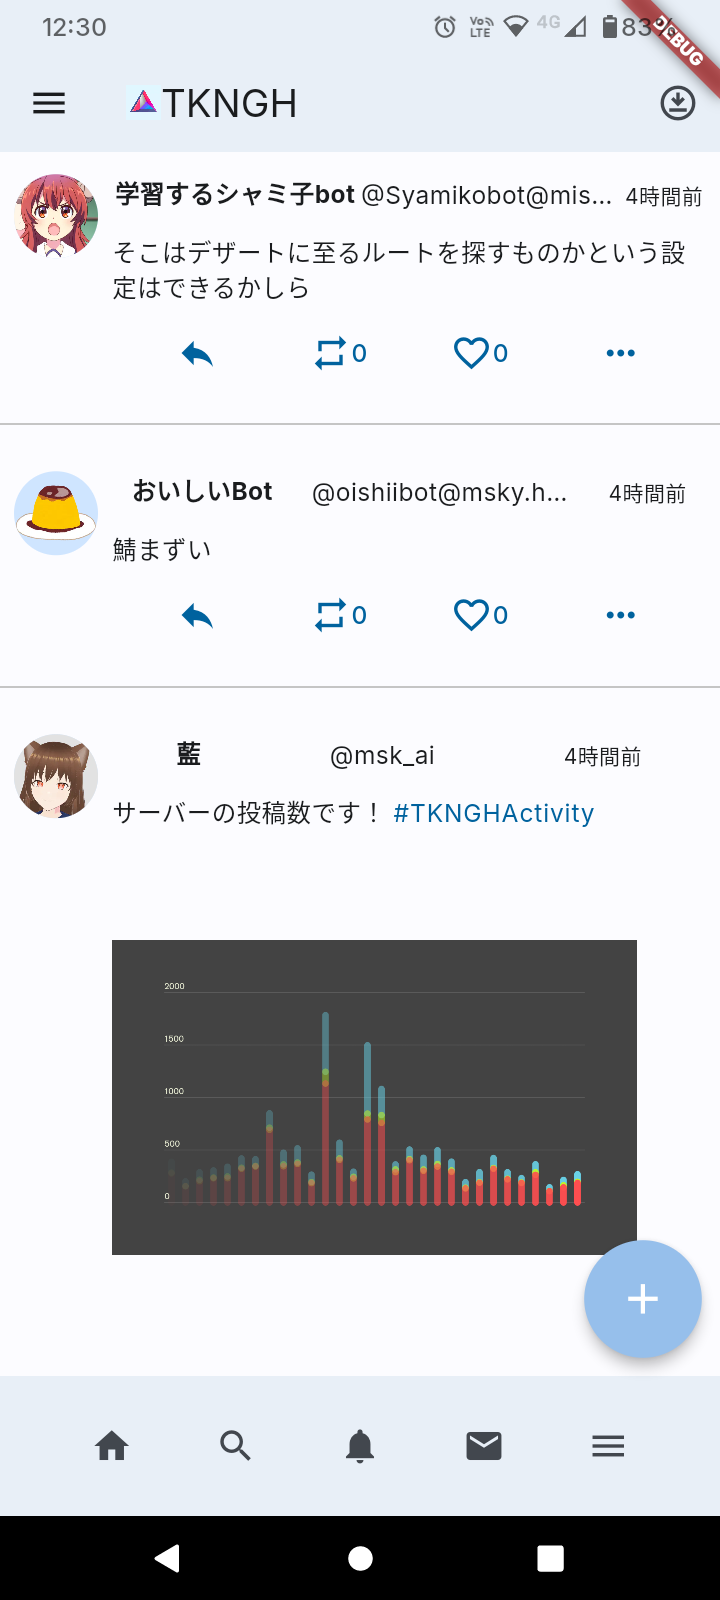 12:30
Vo LTE
4G
83%
DEBUG
TKNGH
学習するシャミ子bot @Syamikobot@mis... 4時間前
そこはデザートに至るルートを探すものかという設
定はできるかしら
0 0
おいしいBot @oishiibot@msky.h... 4時間前
鯖まずい
0 0
藍 @msk_ai 4時間前
サーバーの投稿数です！ #TKNGHActivity
2000
1500
1000
500
0